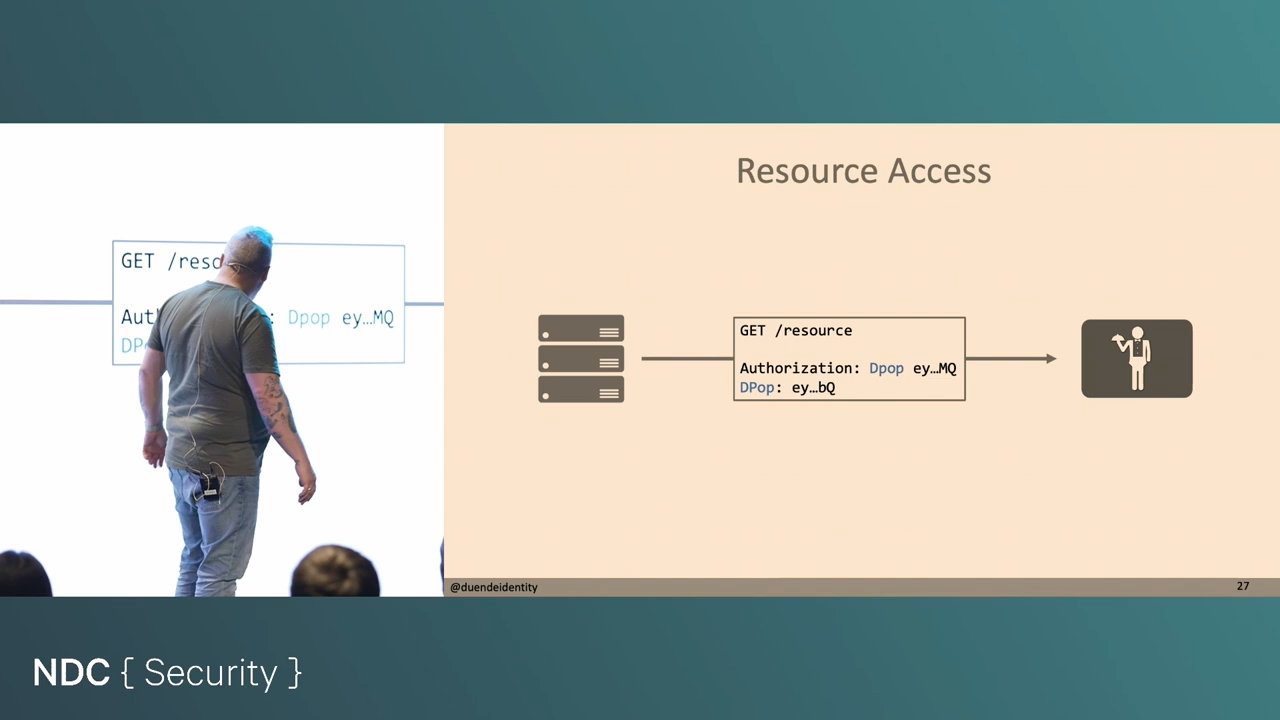 GET /reso
Auth : Dpop ey…MQ
DP
Resource Access
GET /resource
Authorization: Dpop ey…MQ
DPop: ey…bQ
@duendeidentity
27
NDC { Security }